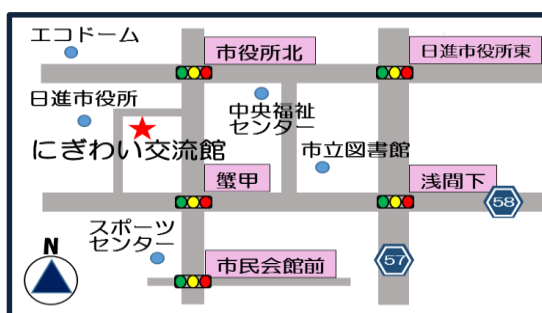 エコドーム
市役所北
日進市役所東
日進市役所
中央福祉
センター
にぎわい交流館
市立図書館
蟹甲
浅間下
58
スポーツ
センター
N
市民会館前
57